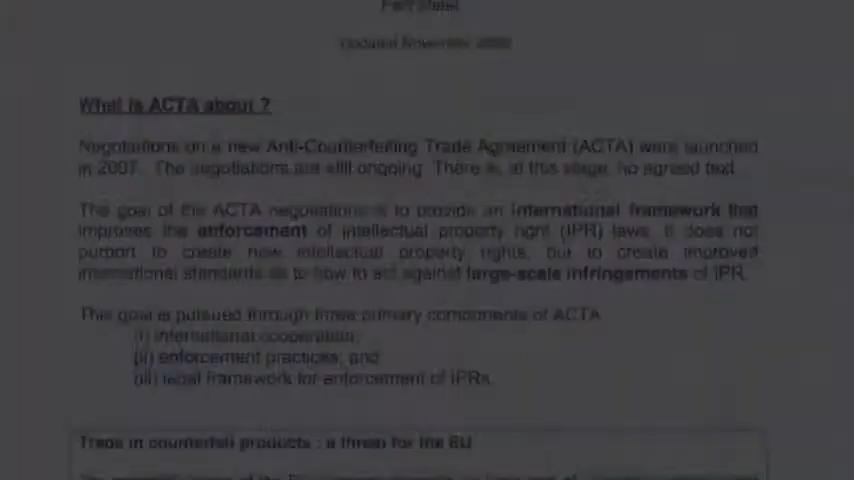 Fact Sheet
Updated November 2008
What is ACTA about ?
Negotiations on a new Anti-Counterfeiting Trade Agreement (ACTA) were launched
in 2007. The negotiations are still ongoing. There is, at this stage, no agreed text.
The goal of the ACTA negotiations is to provide an international framework that
improves the enforcement of intellectual property right (IPR) laws. It does not
purport to create new intellectual property rights, but to create improved
international standards as to how to act against large-scale infringements of IPR.
This goal is pursued through three primary components of ACTA
(i) international cooperation;
(ii) enforcement practices; and
(iii) legal framework for enforcement of IPRs.
Trade in counterfeit products : a threat for the EU